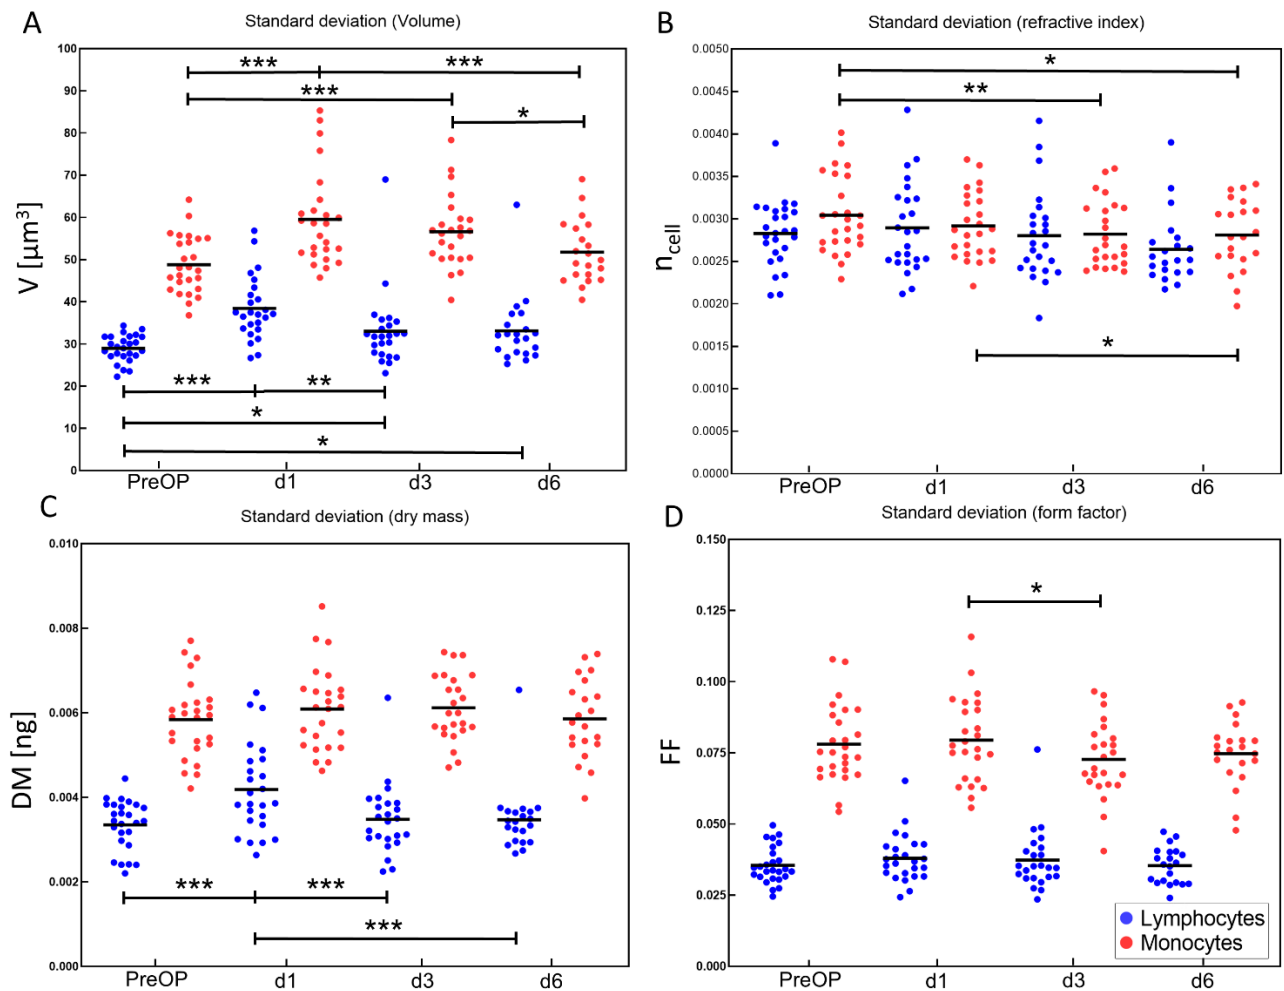 A
Standard deviation (Volume)
100
90
80
70
60
50
40
30
20
10
0
V [µm³]
***
***
***
*
***
**
*
*
PreOP
d1
d3
d6
B
Standard deviation (refractive index)
0.0050
0.0045
0.0040
0.0035
0.0030
0.0025
0.0020
0.0015
0.0010
0.0005
0.0000
n cell
*
**
*
PreOP
d1
d3
d6
C
Standard deviation (dry mass)
0.010
0.008
0.006
0.004
0.002
0.000
DM [ng]
***
***
***
PreOP
d1
d3
d6
D
Standard deviation (form factor)
0.150
0.125
0.100
0.075
0.050
0.025
0.000
FF
*
Lymphocytes
Monocytes
PreOP
d1
d3
d6